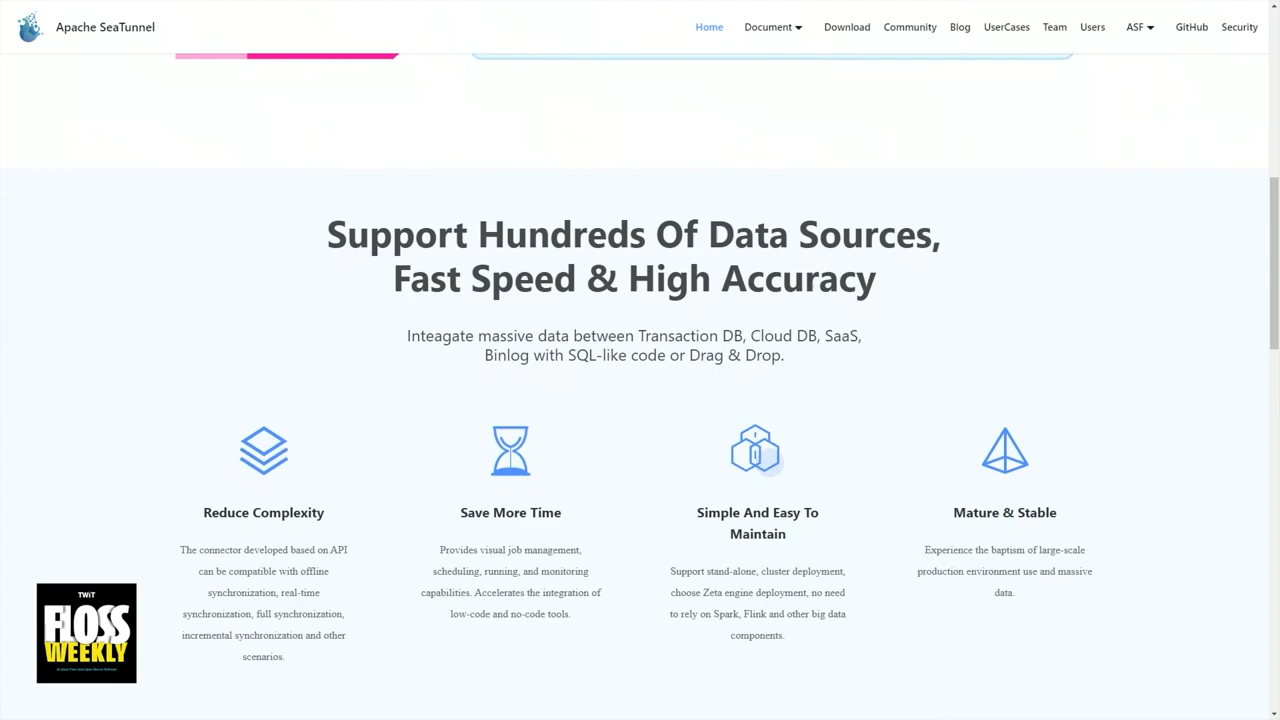 Apache SeaTunnel
Home Document Download Community Blog UserCases Team Users ASF GitHub Security
Support Hundreds Of Data Sources,
Fast Speed & High Accuracy
Inteagate massive data between Transaction DB, Cloud DB, SaaS,
Binlog with SQL-like code or Drag & Drop.
Reduce Complexity
The connector developed based on API
can be compatible with offline
synchronization, real-time
synchronization, full synchronization,
incremental synchronization and other
scenarios.
Save More Time
Provides visual job management,
scheduling, running, and monitoring
capabilities. Accelerates the integration of
low-code and no-code tools.
Simple And Easy To
Maintain
Support stand-alone, cluster deployment,
choose Zeta engine deployment, no need
to rely on Spark, Flink and other big data
components.
Mature & Stable
Experience the baptism of large-scale
production environment use and massive
data.
TWiT
FLOSS
WEEKLY